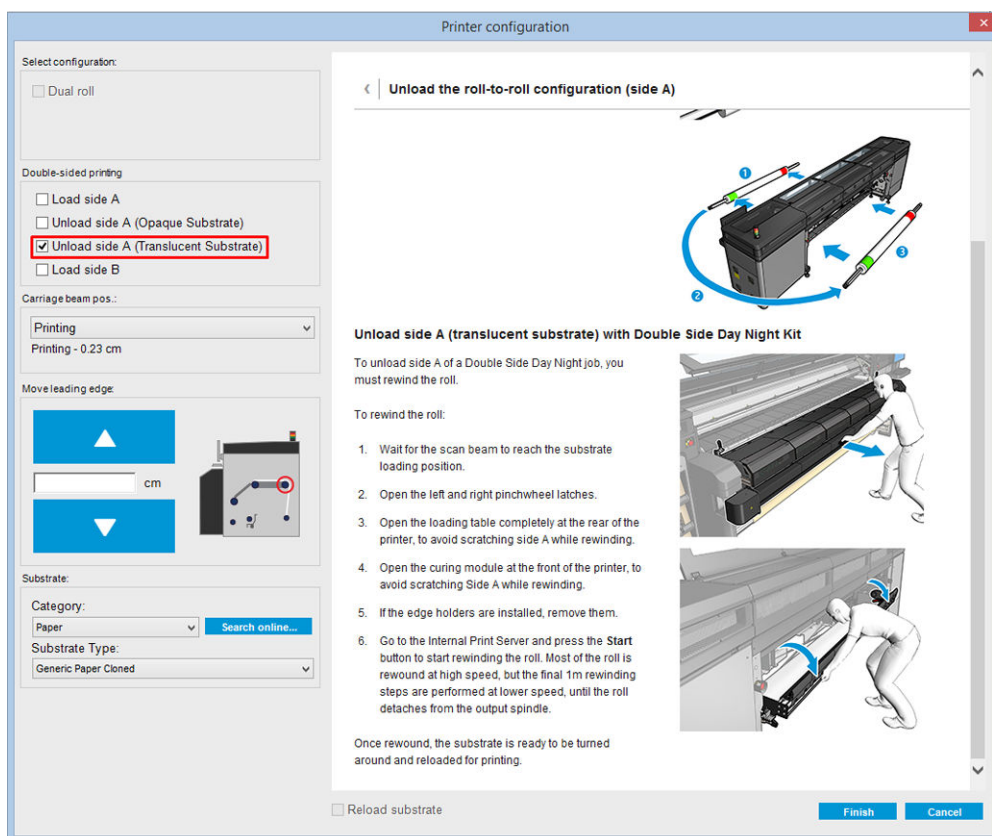 Printer configuration
Select configuration:
Dual roll
Double-sided printing
Load side A
Unload side A (Opaque Substrate)
Unload side A (Translucent Substrate)
Load side B
Carriage beam pos.:
Printing
Printing - 0.23 cm
Move leading edge:
cm
Substrate:
Category:
Paper
Search online...
Substrate Type:
Generic Paper Cloned
Unload the roll-to-roll configuration (side A)
1
2
3
Unload side A (translucent substrate) with Double Side Day Night Kit
To unload side A of a Double Side Day Night job, you
must rewind the roll.
To rewind the roll:
1. Wait for the scan beam to reach the substrate
loading position.
2. Open the left and right pinchwheel latches.
3. Open the loading table completely at the rear of the
printer, to avoid scratching side A while rewinding.
4. Open the curing module at the front of the printer, to
avoid scratching Side A while rewinding.
5. If the edge holders are installed, remove them.
6. Go to the Internal Print Server and press the Start
button to start rewinding the roll. Most of the roll is
rewound at high speed, but the final 1m rewinding
steps are performed at lower speed, until the roll
detaches from the output spindle.
Once rewound, the substrate is ready to be turned
around and reloaded for printing.
Reload substrate
Finish
Cancel